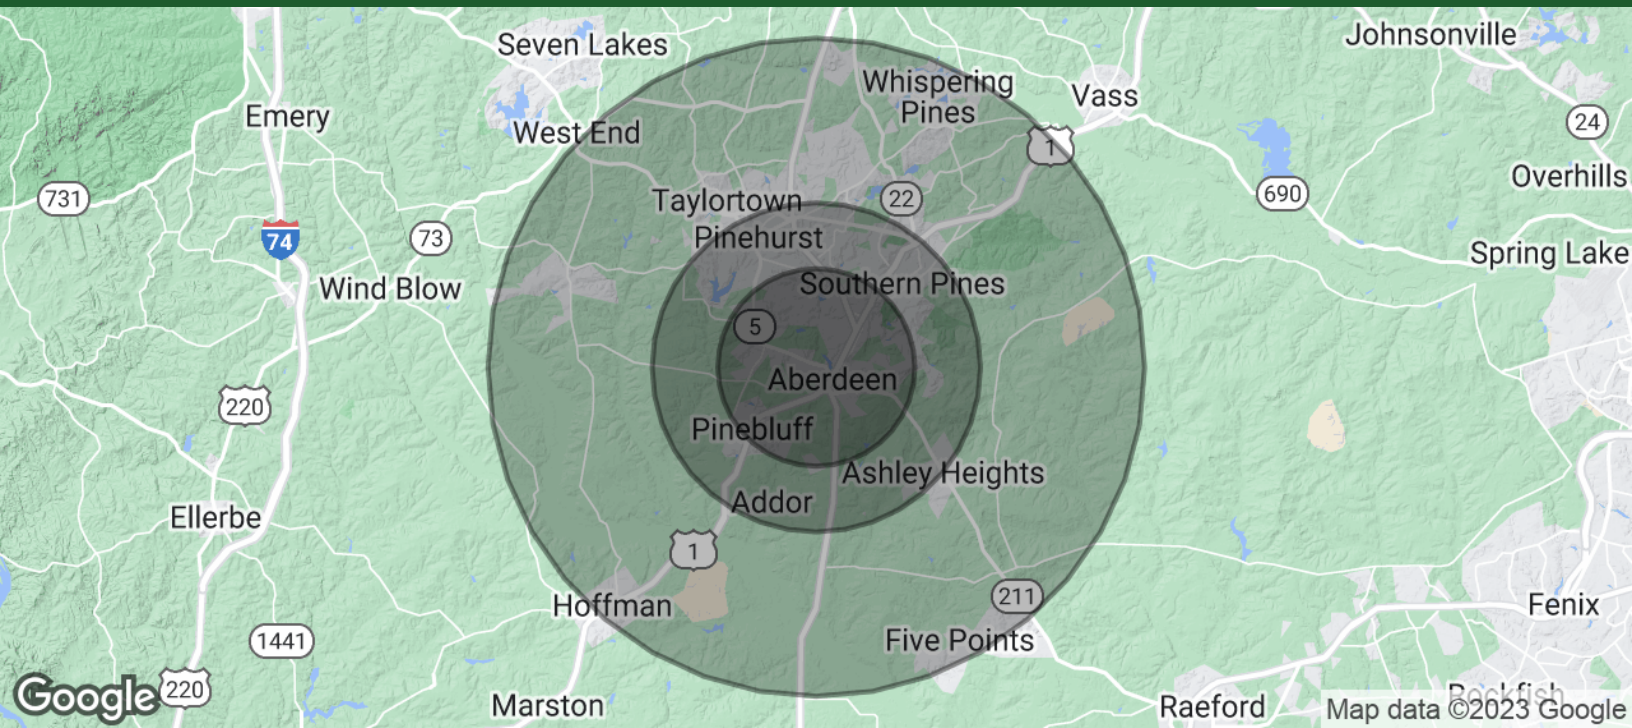 Seven Lakes
Johnsonville
Whispering
Pines
Vass
Emery
24
West End
1
Overhills
731
690
Taylortown
22
73
Pinehurst
74
Spring Lake
Southern Pines
Wind Blow
5
Aberdeen
220
Pinebluff
Ashley Heights
Addor
Ellerbe
1
211
Hoffman
Fenix
1441
Five Points
Google
220
Marston
Raeford
Rockfish
Map data ©2023 Google